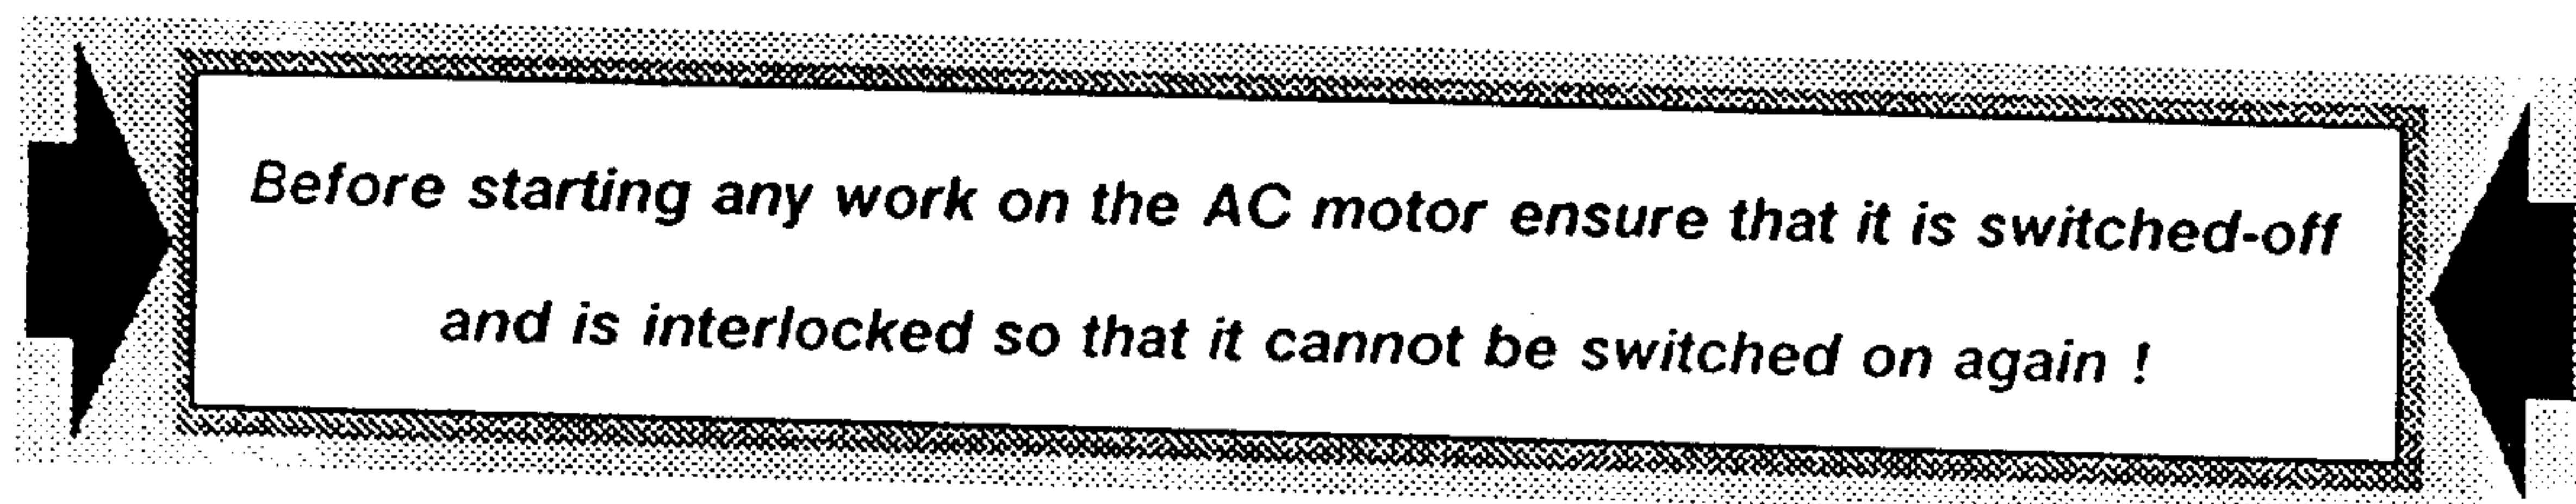 Before starting any work on the AC motor ensure that it is switched-off
and is interlocked so that it cannot be switched on again !